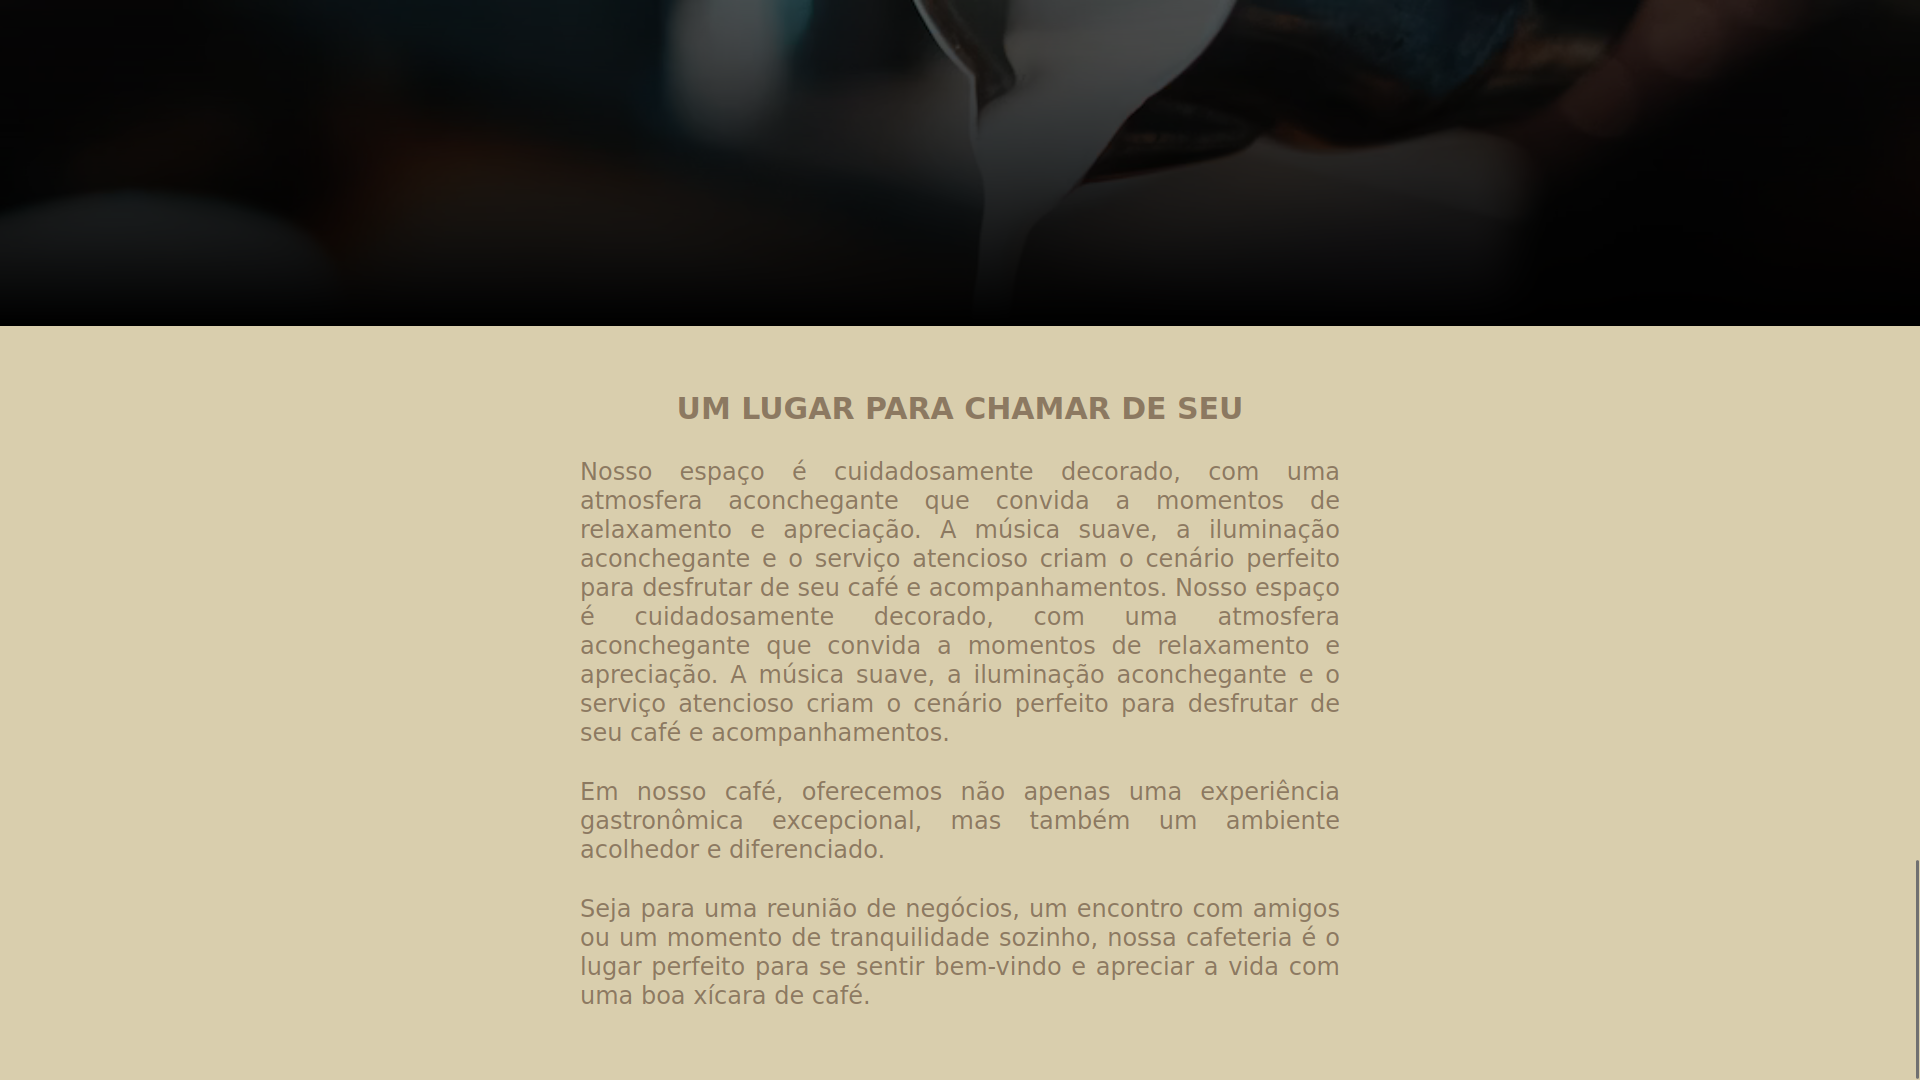 UM LUGAR PARA CHAMAR DE SEU
Nosso espaço é cuidadosamente decorado, com uma
atmosfera aconchegante que convida a momentos de
relaxamento e apreciação. A música suave, a iluminação
aconchegante e o serviço atencioso criam o cenário perfeito
para desfrutar de seu café e acompanhamentos. Nosso espaço
é cuidadosamente decorado, com uma atmosfera
aconchegante que convida a momentos de relaxamento e
apreciação. A música suave, a iluminação aconchegante e o
serviço atencioso criam o cenário perfeito para desfrutar de
seu café e acompanhamentos.
Em nosso café, oferecemos não apenas uma experiência
gastronômica excepcional, mas também um ambiente
acolhedor e diferenciado.
Seja para uma reunião de negócios, um encontro com amigos
ou um momento de tranquilidade sozinho, nossa cafeteria é o
lugar perfeito para se sentir bem-vindo e apreciar a vida com
uma boa xícara de café.